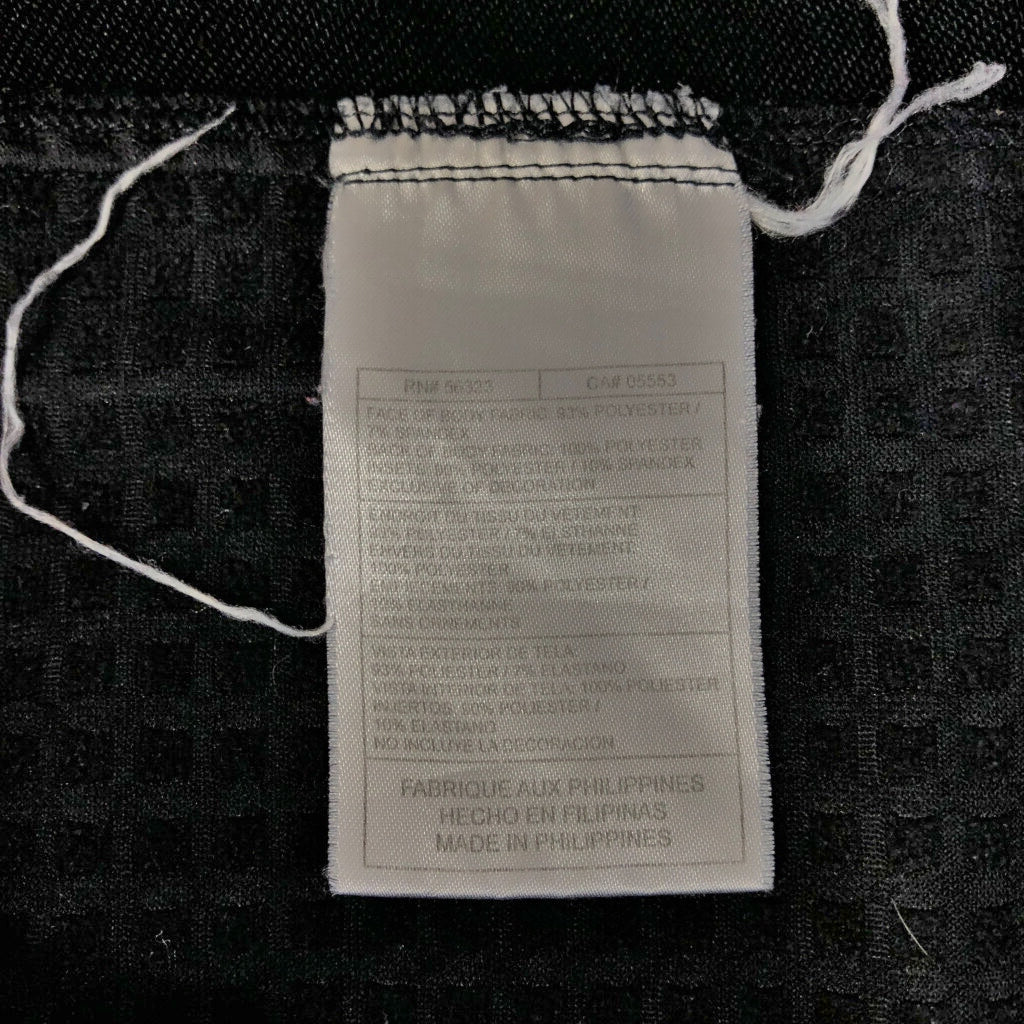 RN# 56323 CA# 05553
FACE OF BODY FABRIC: 93% POLYESTER /
7% SPANDEX
BACK OF BODY FABRIC: 100% POLYESTER
INSETS: 90% POLYESTER / 10% SPANDEX
EXCLUSIVE OF DECORATION
ENDROIT DU TISSU DU VÊTEMENT:
93% POLYESTER / 7% ÉLASTHANNE
ENVERS DU TISSU DU VÊTEMENT:
100% POLYESTER
EMPIÈCEMENTS: 90% POLYESTER /
10% ÉLASTHANNE
SANS ORNEMENTS
VISTA EXTERIOR DE TELA:
93% POLIÉSTER / 7% ELASTANO
VISTA INTERIOR DE TELA: 100% POLIÉSTER
INJERTOS: 90% POLIÉSTER /
10% ELASTANO
NO INCLUYE LA DECORACIÓN
FABRIQUÉ AUX PHILIPPINES
HECHO EN FILIPINAS
MADE IN PHILIPPINES